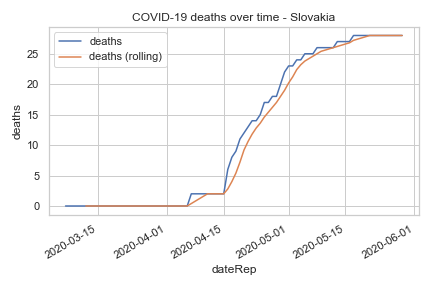 COVID-19 deaths over time - Slovakia
deaths
deaths (rolling)
25
20
15
10
5
0
deaths
2020-03-15
2020-04-01
2020-04-15
2020-05-01
2020-05-15
2020-06-01
dateRep